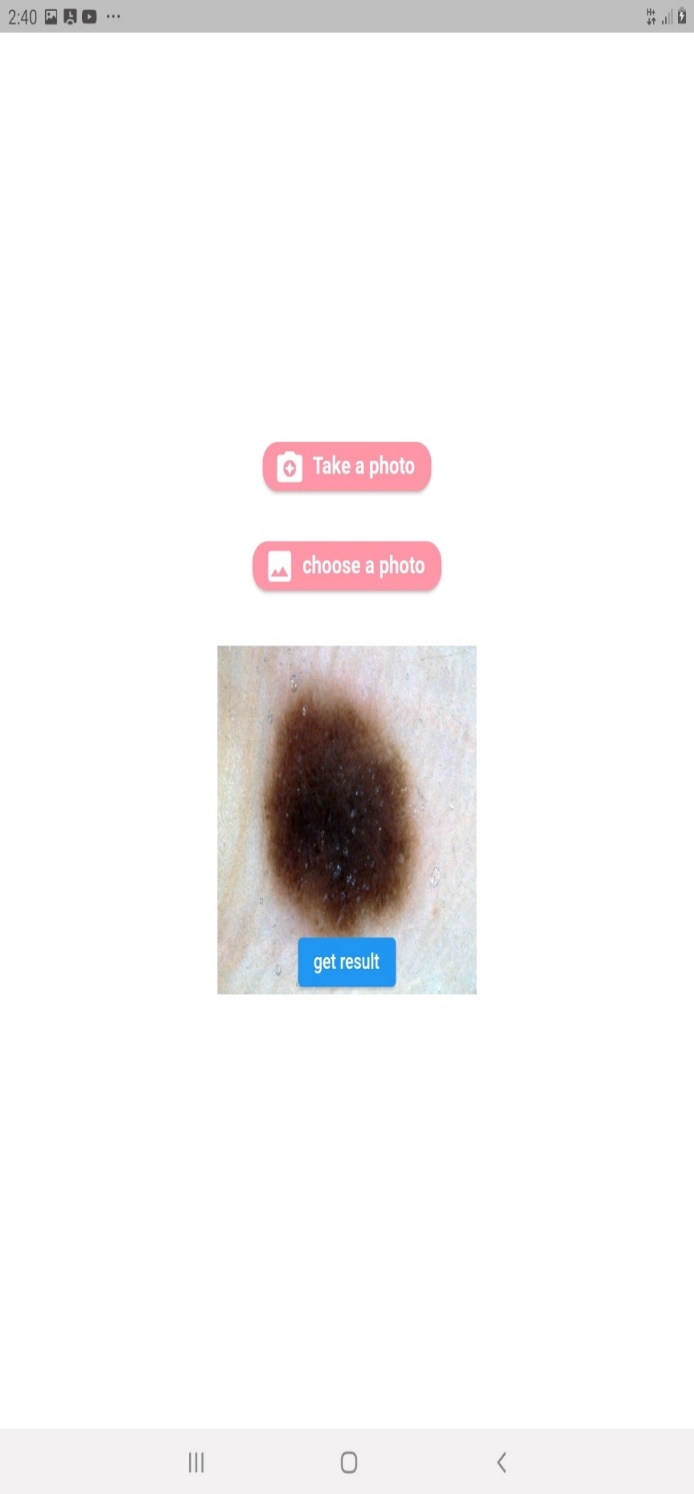 2:40
H+
Take a photo
choose a photo
get result